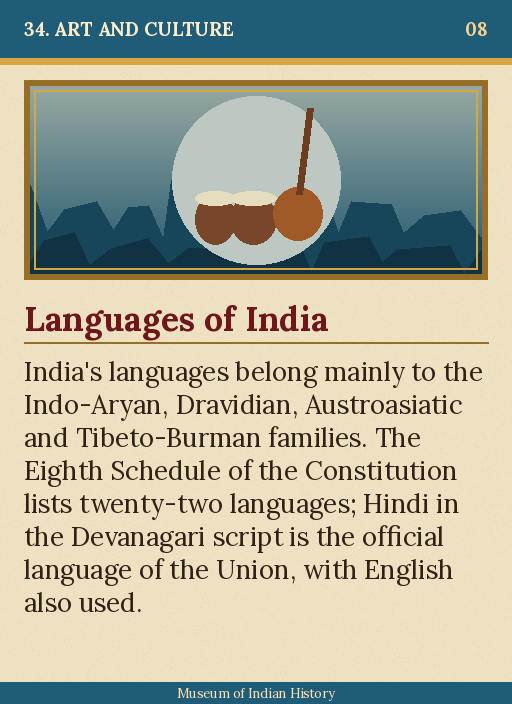 34. ART AND CULTURE 08
Languages of India
India's languages belong mainly to the
Indo-Aryan, Dravidian, Austroasiatic
and Tibeto-Burman families. The
Eighth Schedule of the Constitution
lists twenty-two languages; Hindi in
the Devanagari script is the official
language of the Union, with English
also used.
Museum of Indian History